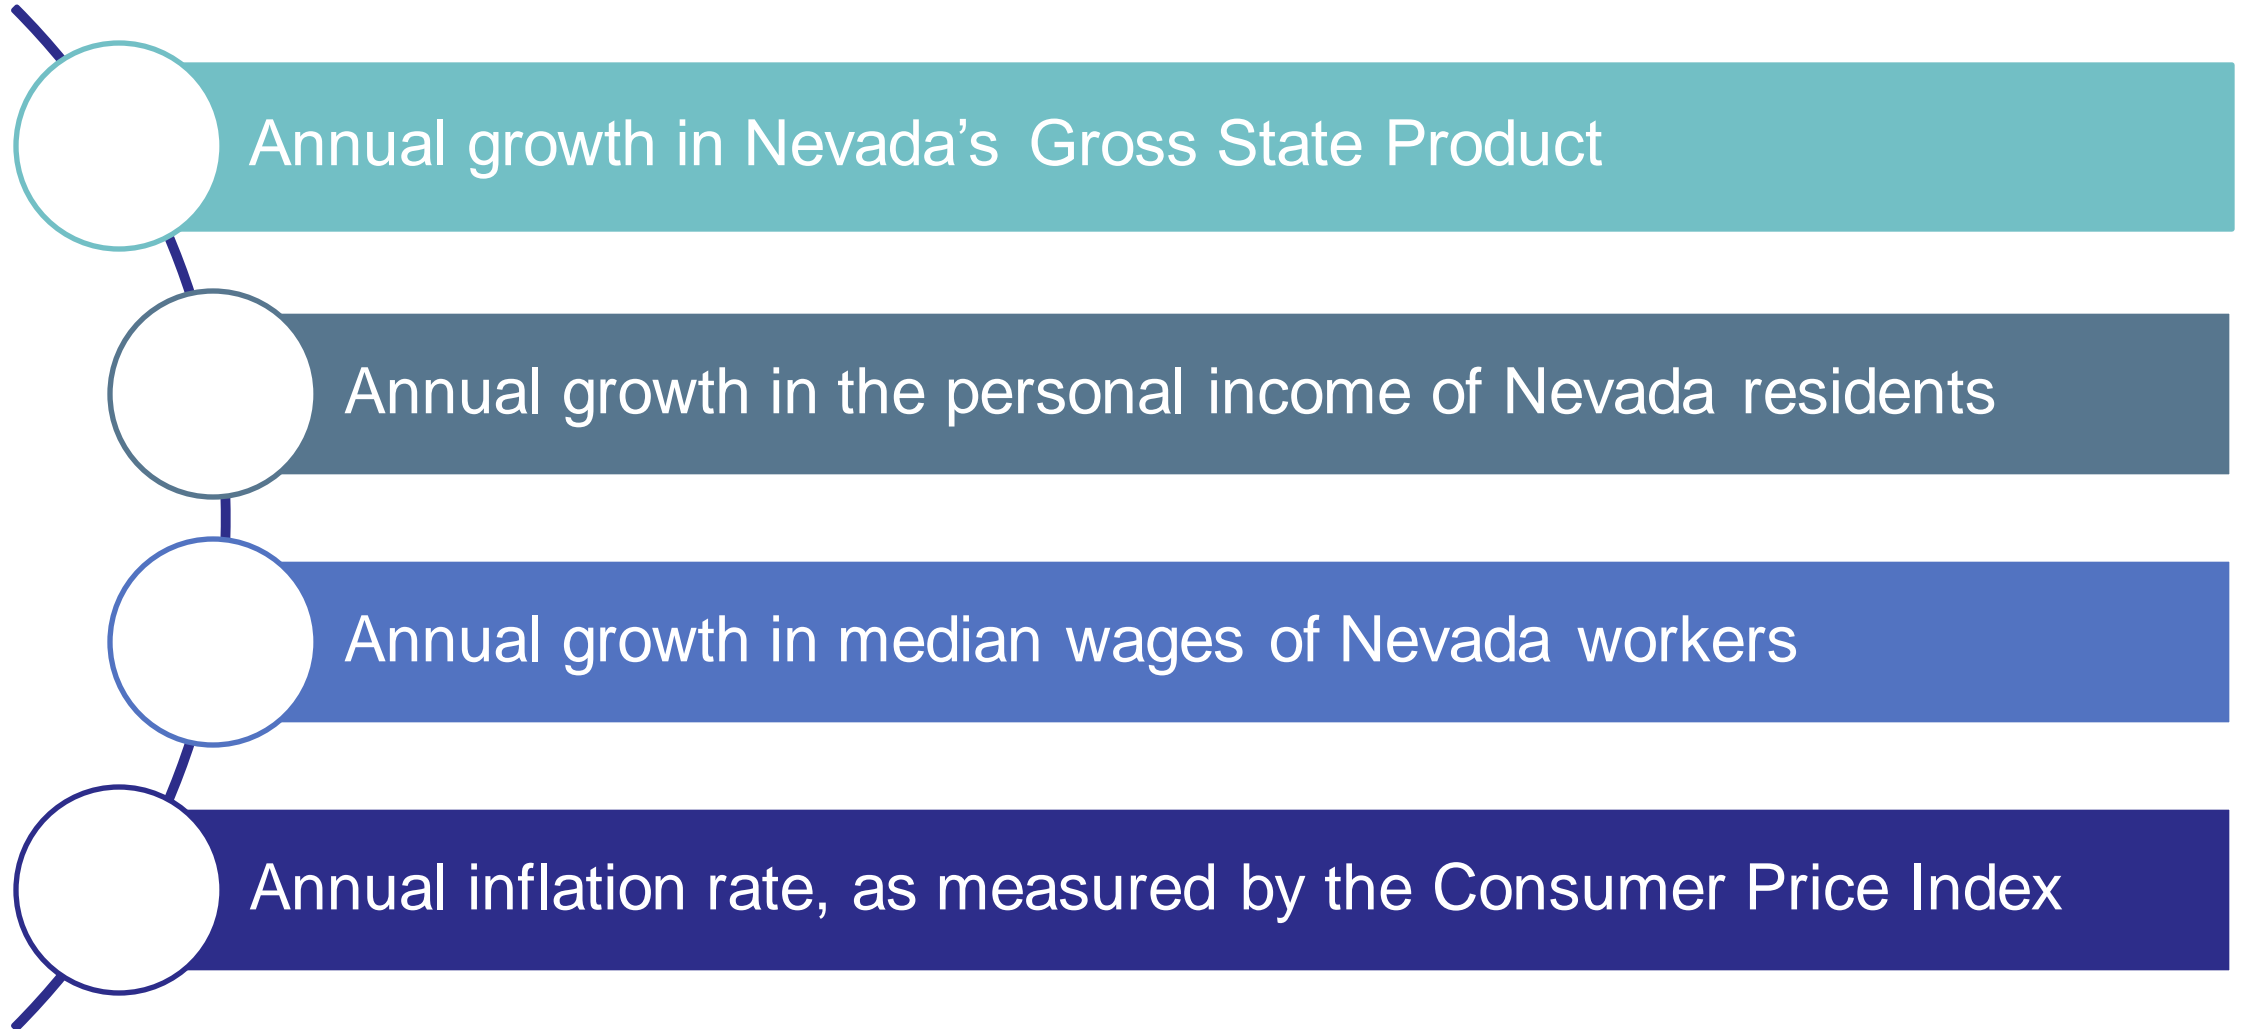 Annual growth in Nevada’s Gross State Product
Annual growth in the personal income of Nevada residents
Annual growth in median wages of Nevada workers
Annual inflation rate, as measured by the Consumer Price Index